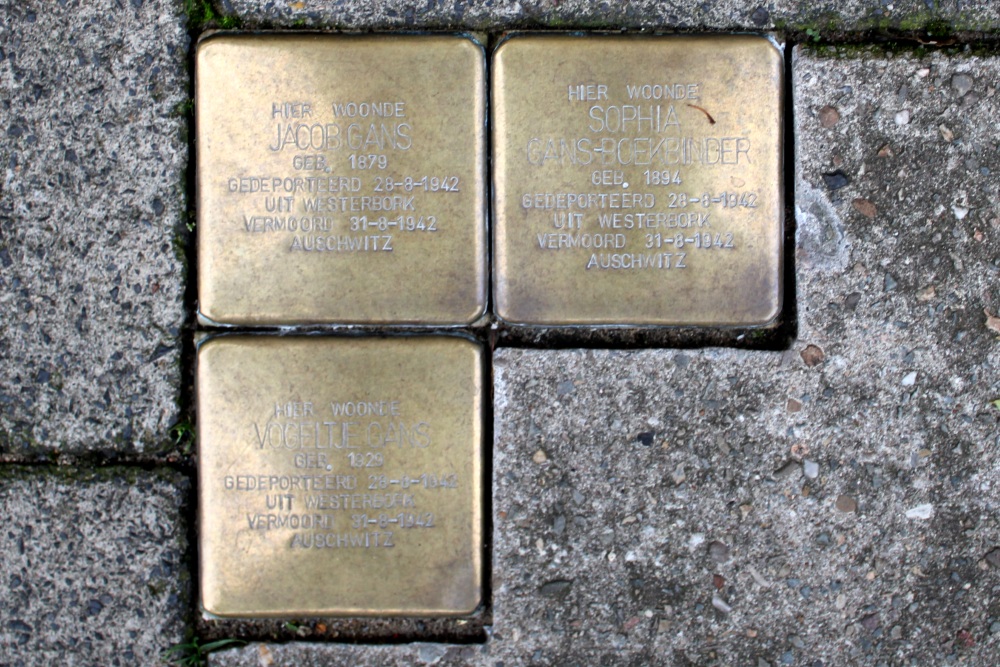 HIER WOONDE
JACOB GANS
GEB. 1879
GEDEPORTEERD 28-8-1942
UIT WESTERBORK
VERMOORD 31-8-1942
AUSCHWITZ
HIER WOONDE
SOPHIA
GANS-BOEKBINDER
GEB. 1894
GEDEPORTEERD 28-8-1942
UIT WESTERBORK
VERMOORD 31-8-1942
AUSCHWITZ
HIER WOONDE
VOGELTJE GANS
GEB. 1929
GEDEPORTEERD 28-8-1942
UIT WESTERBORK
VERMOORD 31-8-1942
AUSCHWITZ